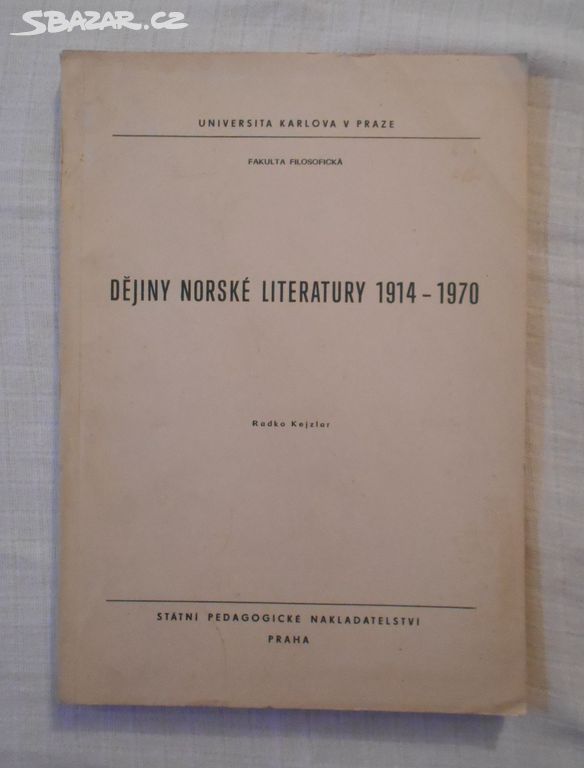 SBAZAR.CZ
UNIVERSITA KARLOVA V PRAZE
FAKULTA FILOSOFICKÁ
DĚJINY NORSKÉ LITERATURY 1914 – 1970
Radko Kejzlar
STÁTNÍ PEDAGOGICKÉ NAKLADATELSTVÍ
PRAHA